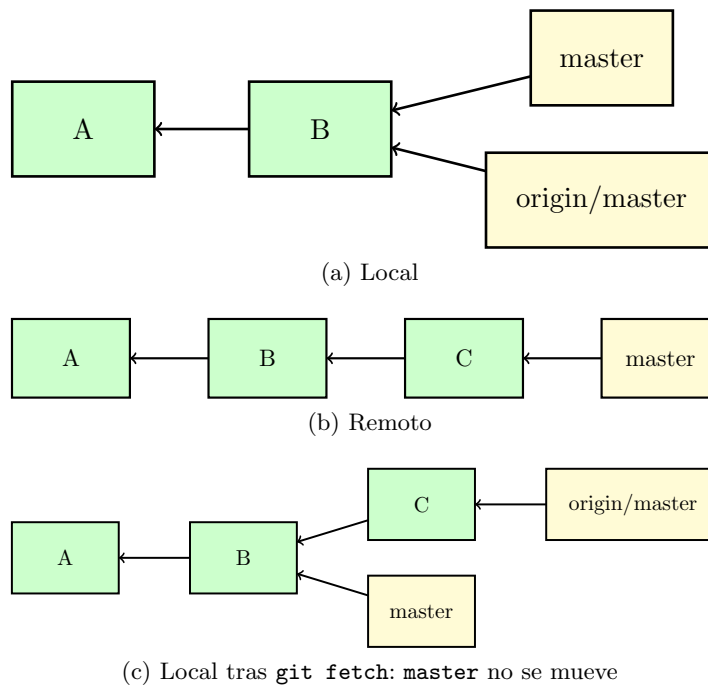 master
A
B
origin/master
(a) Local
A
B
C
master
(b) Remoto
C
origin/master
A
B
master
(c) Local tras git fetch: master no se mueve